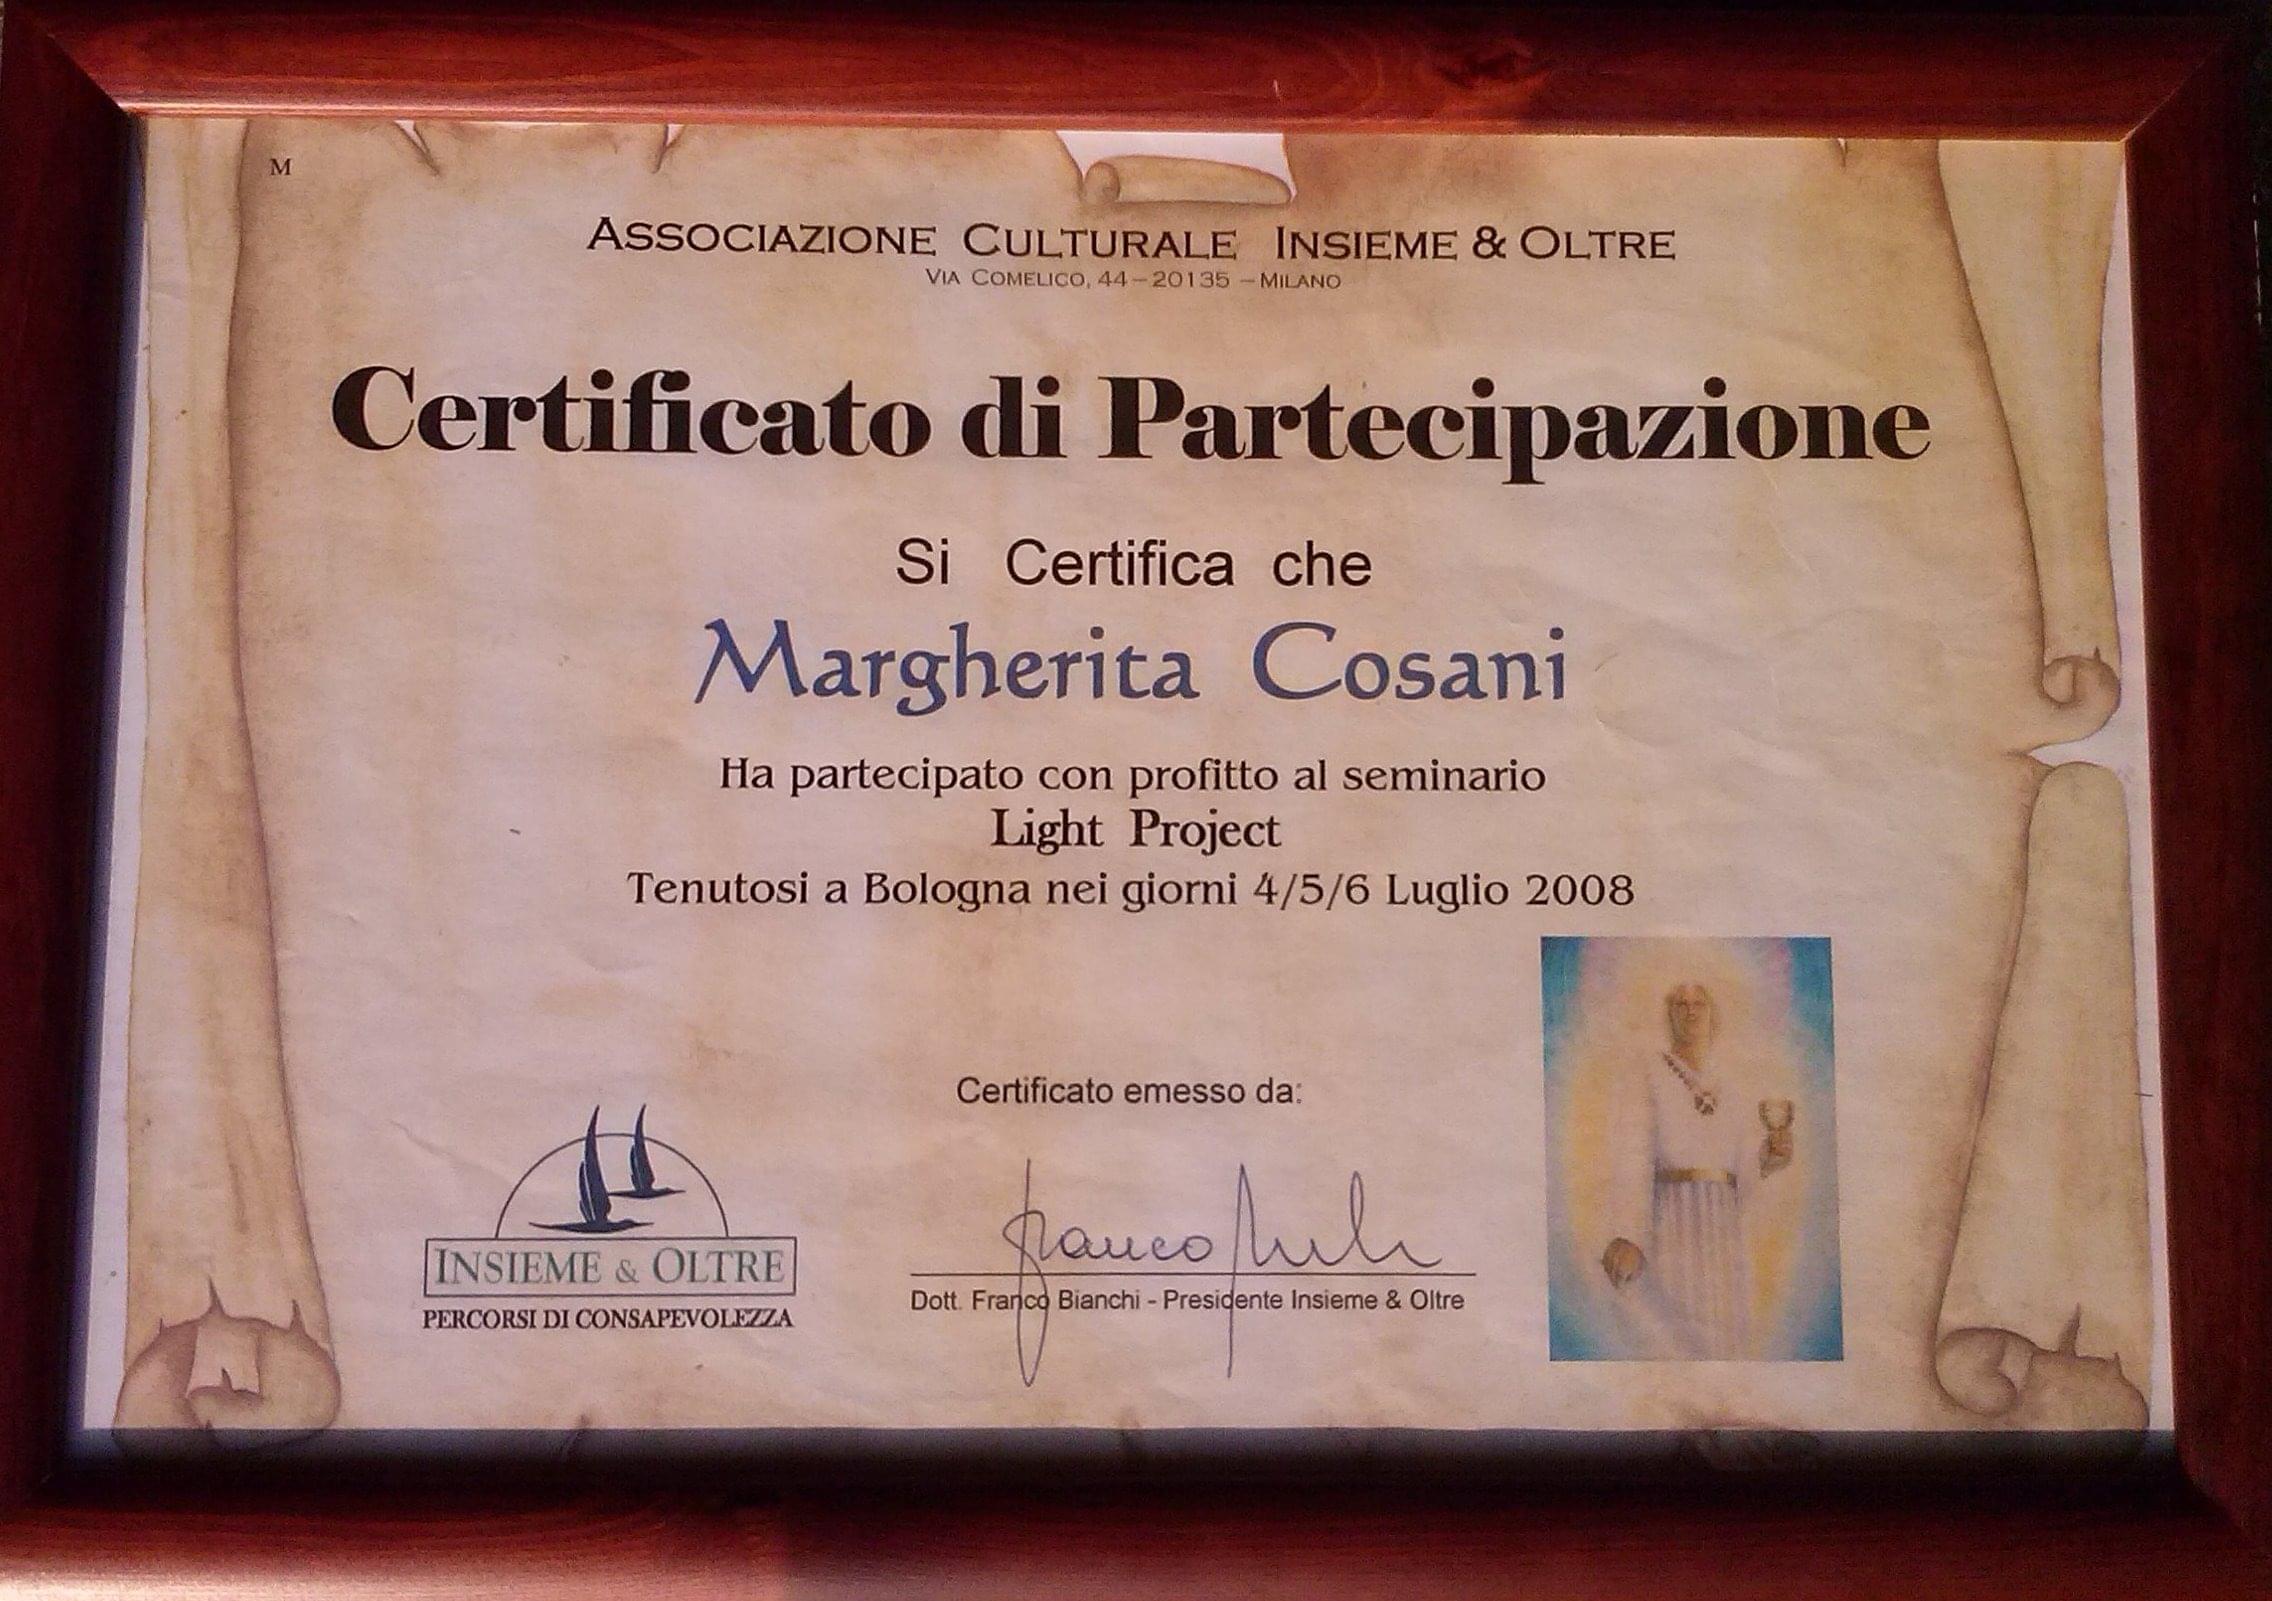 M
ASSOCIAZIONE CULTURALE INSIEME & OLTRE
VIA COMELICO, 44 – 20135 – MILANO
Certificato di Partecipazione
Si Certifica che
Margherita Cosani
Ha partecipato con profitto al seminario
Light Project
Tenutosi a Bologna nei giorni 4/5/6 Luglio 2008
Certificato emesso da:
Franco Bianchi
Dott. Franco Bianchi - Presidente Insieme & Oltre
INSIEME & OLTRE
PERCORSI DI CONSAPEVOLEZZA